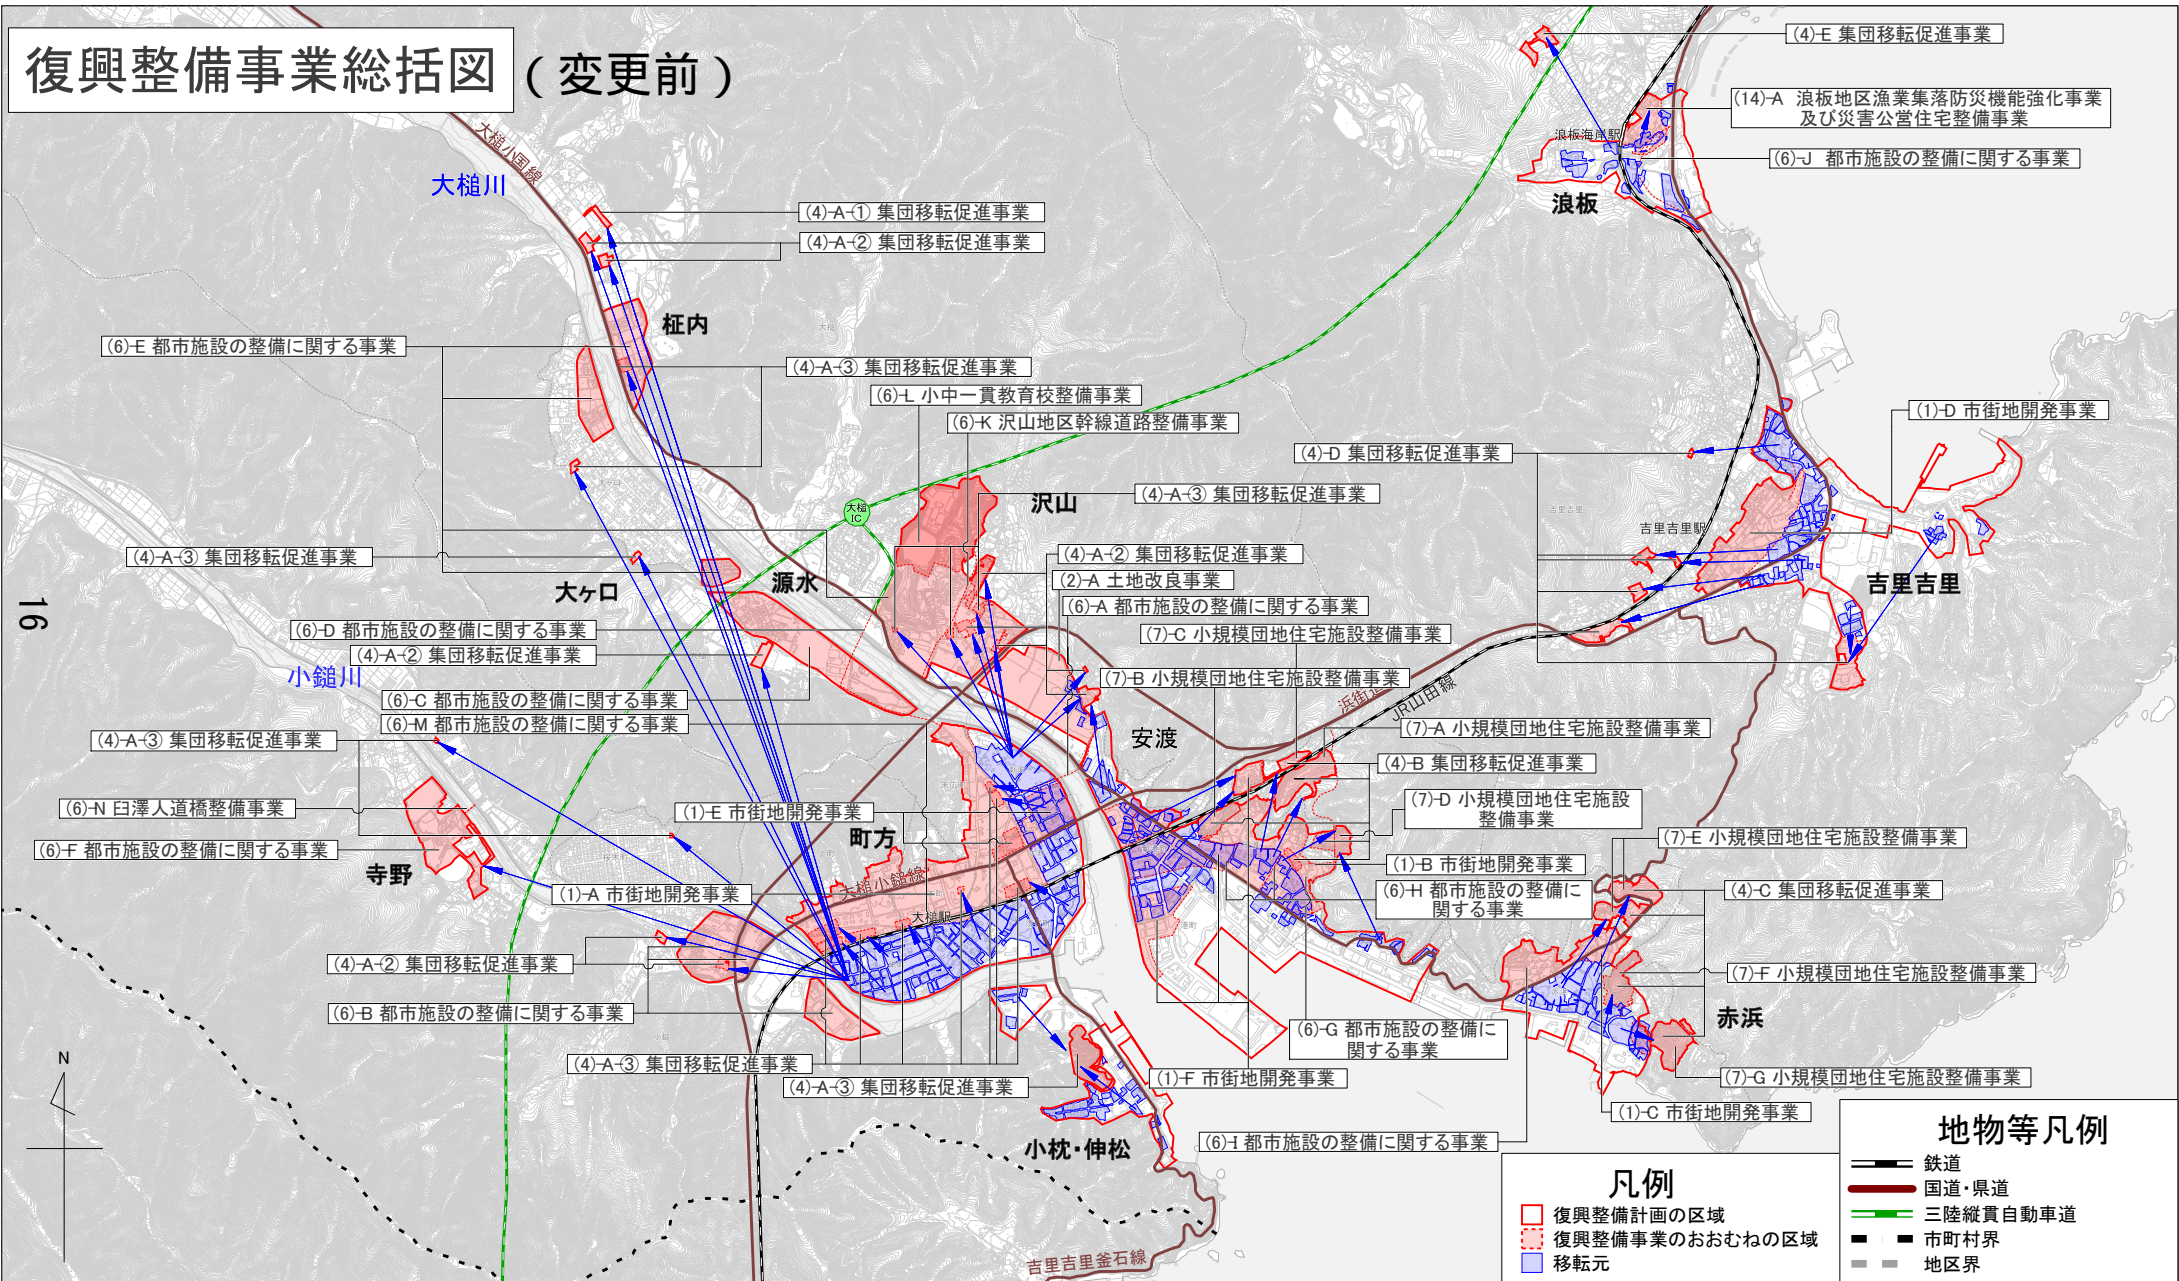 復興整備事業総括図
(変更前)
(4)-E 集団移転促進事業
(14)-A 浪板地区漁業集落防災機能強化事業
及び災害公営住宅整備事業
浪板海岸駅
(6)-J 都市施設の整備に関する事業
大槌小国線
大槌川
浪板
(4)-A-① 集団移転促進事業
(4)-A-② 集団移転促進事業
柾内
(6)-E 都市施設の整備に関する事業
(4)-A-③ 集団移転促進事業
(6)-L 小中一貫教育校整備事業
(6)-K 沢山地区幹線道路整備事業
(1)-D 市街地開発事業
(4)-D 集団移転促進事業
(4)-A-③ 集団移転促進事業
沢山
大槌
IC
吉里吉里
吉里吉里駅
(4)-A-③ 集団移転促進事業
(4)-A-② 集団移転促進事業
(2)-A 土地改良事業
源水
大ヶ口
吉里吉里
16
(6)-A 都市施設の整備に関する事業
(6)-D 都市施設の整備に関する事業
(7)-C 小規模団地住宅施設整備事業
(4)-A-② 集団移転促進事業
小鎚川
(7)-B 小規模団地住宅施設整備事業
(6)-C 都市施設の整備に関する事業
浜街道
JR山田線
(6)-M 都市施設の整備に関する事業
(7)-A 小規模団地住宅施設整備事業
(4)-A-③ 集団移転促進事業
安渡
(4)-B 集団移転促進事業
(6)-N 臼澤人道橋整備事業
(1)-E 市街地開発事業
(7)-D 小規模団地住宅施設
整備事業
町方
(7)-E 小規模団地住宅施設整備事業
(6)-F 都市施設の整備に関する事業
(1)-B 市街地開発事業
寺野
大槌小鎚線
(1)-A 市街地開発事業
(6)-H 都市施設の整備に
関する事業
(4)-C 集団移転促進事業
大槌駅
(4)-A-② 集団移転促進事業
(7)-F 小規模団地住宅施設整備事業
(6)-B 都市施設の整備に関する事業
赤浜
(6)-G 都市施設の整備に
関する事業
N
(4)-A-③ 集団移転促進事業
(4)-A-③ 集団移転促進事業
(1)-F 市街地開発事業
(7)-G 小規模団地住宅施設整備事業
(1)-C 市街地開発事業
小枕・伸松
(6)-I 都市施設の整備に関する事業
吉里吉里釜石線
凡例
復興整備計画の区域
復興整備事業のおおむねの区域
移転元
地物等凡例
鉄道
国道・県道
三陸縦貫自動車道
市町村界
地区界